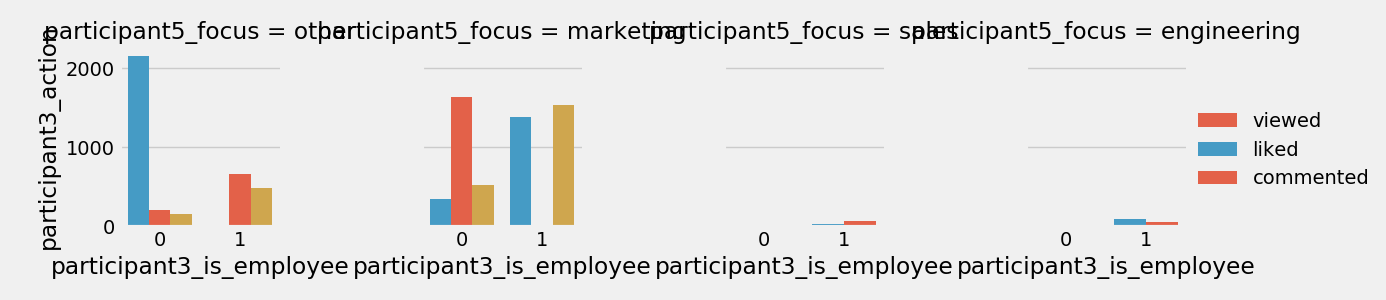 participant5_focus = other
participant5_focus = marketing
participant5_focus = sales
participant5_focus = engineering
participant3_action
2000
1000
0
0 1
0 1
0 1
0 1
participant3_is_employee
participant3_is_employee
participant3_is_employee
participant3_is_employee
viewed
liked
commented